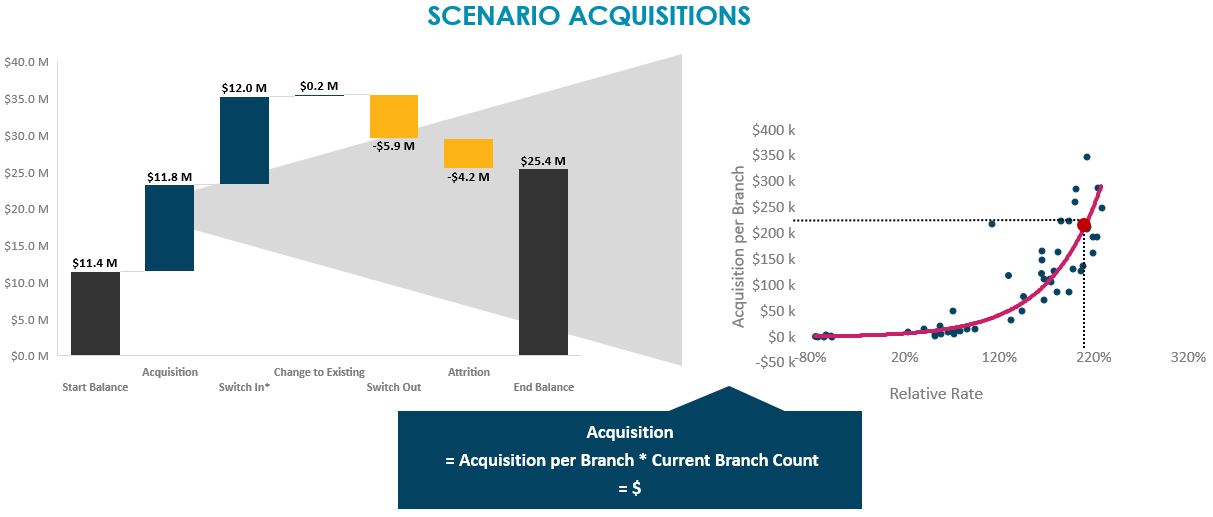 SCENARIO ACQUISITIONS
$40.0 M
$35.0 M
$30.0 M
$25.0 M
$20.0 M
$15.0 M
$10.0 M
$5.0 M
$0.0 M
$11.4 M
$11.8 M
$12.0 M
$0.2 M
-$5.9 M
-$4.2 M
$25.4 M
Start Balance
Acquisition
Switch In*
Change to Existing
Switch Out
Attrition
End Balance
Acquisition per Branch
$400 k
$350 k
$300 k
$250 k
$200 k
$150 k
$100 k
$50 k
$0 k
-$50 k
-80%
20%
120%
220%
320%
Relative Rate
Acquisition
= Acquisition per Branch * Current Branch Count
= $